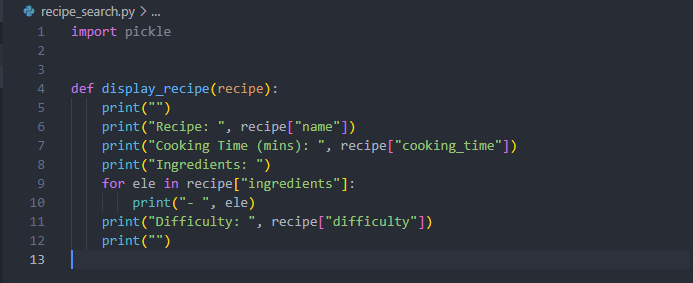 recipe_search.py > ...
1 import pickle
2
3
4 def display_recipe(recipe):
5     print("")
6     print("Recipe: ", recipe["name"])
7     print("Cooking Time (mins): ", recipe["cooking_time"])
8     print("Ingredients: ")
9     for ele in recipe["ingredients"]:
10         print("- ", ele)
11     print("Difficulty: ", recipe["difficulty"])
12     print("")
13